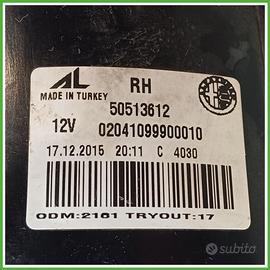 AL RH
MADE IN TURKEY
50513612
12V 02041099900010
17.12.2015 20:11 C 4030
ODM:2161 TRYOUT:17
subito